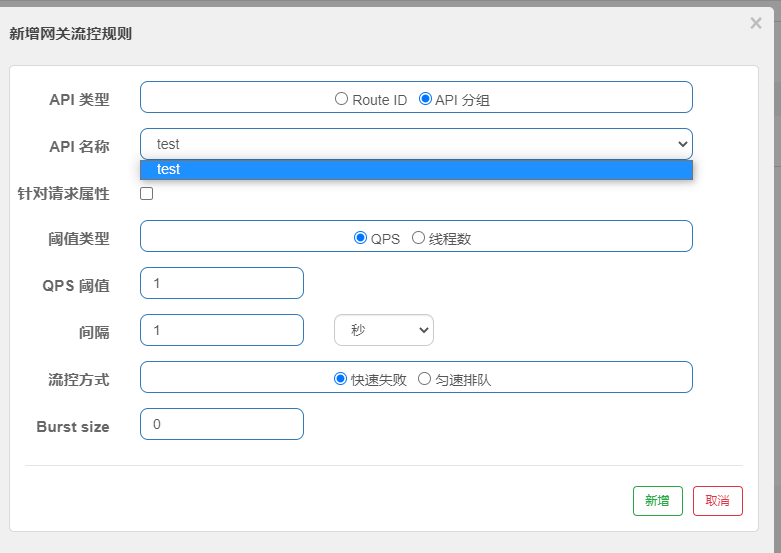 新增网关流控规则 ×
API 类型 Route ID API 分组
API 名称 test
test
针对请求属性
阈值类型 QPS 线程数
QPS 阈值 1
间隔 1 秒
流控方式 快速失败 匀速排队
Burst size 0
新增 取消